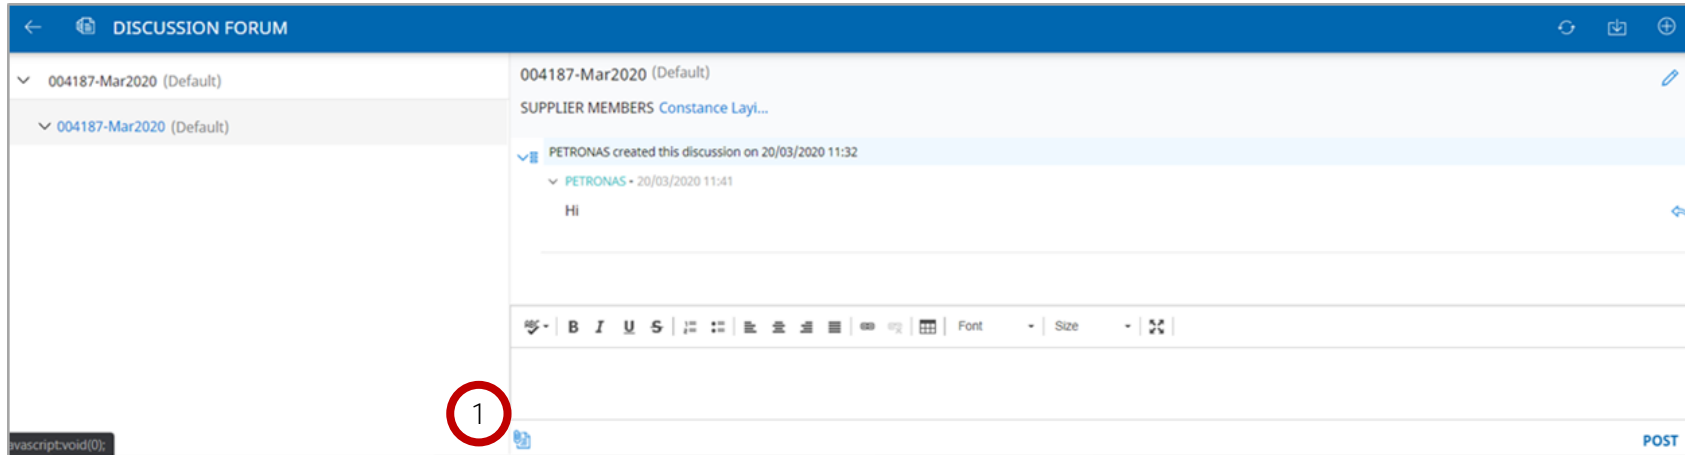 DISCUSSION FORUM
004187-Mar2020 (Default)
004187-Mar2020 (Default)
004187-Mar2020 (Default)
SUPPLIER MEMBERS Constance Layi...
PETRONAS created this discussion on 20/03/2020 11:32
PETRONAS • 20/03/2020 11:41
Hi
B I U S Font Size
1
avascript:void(0);
POST